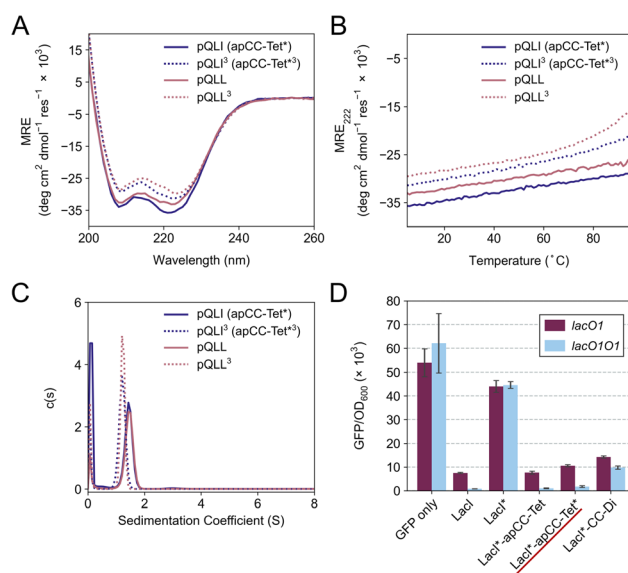 A
15
5
−5
−15
−25
−35
MRE
(deg cm² dmol⁻¹ res⁻¹ × 10³)
pQLI (apCC-Tet*)
pQLI³ (apCC-Tet*³)
pQLL
pQLL³
200
220
240
260
Wavelength (nm)
B
−5
−15
−25
−35
MRE₂₂₂
(deg cm² dmol⁻¹ res⁻¹ × 10³)
pQLI (apCC-Tet*)
pQLI³ (apCC-Tet*³)
pQLL
pQLL³
20
40
60
80
Temperature (˚C)
C
6
3
0
c(s)
pQLI (apCC-Tet*)
pQLI³ (apCC-Tet*³)
pQLL
pQLL³
0
2
4
6
8
Sedimentation Coefficient (S)
D
80
70
60
50
40
30
20
10
0
GFP/OD₆₀₀ (× 10³)
lacO1
lacO1O1
GFP only
LacI
LacI*
LacI*-apCC-Tet
LacI*-apCC-Tet*
LacI*-CC-Di